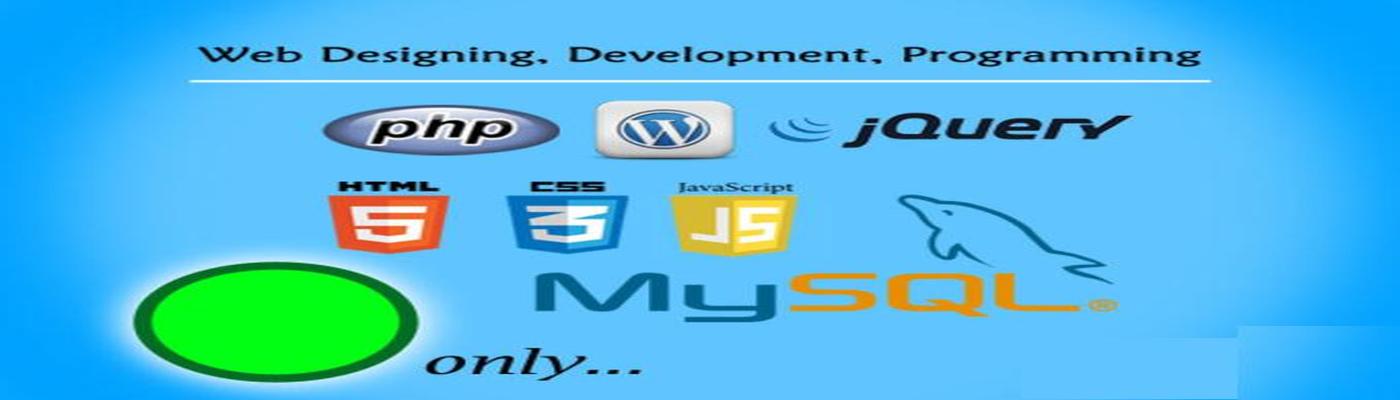 Web Designing, Development, Programming
php W jQuery
HTML CSS JavaScript
5 3 JS
MySQL®
only...